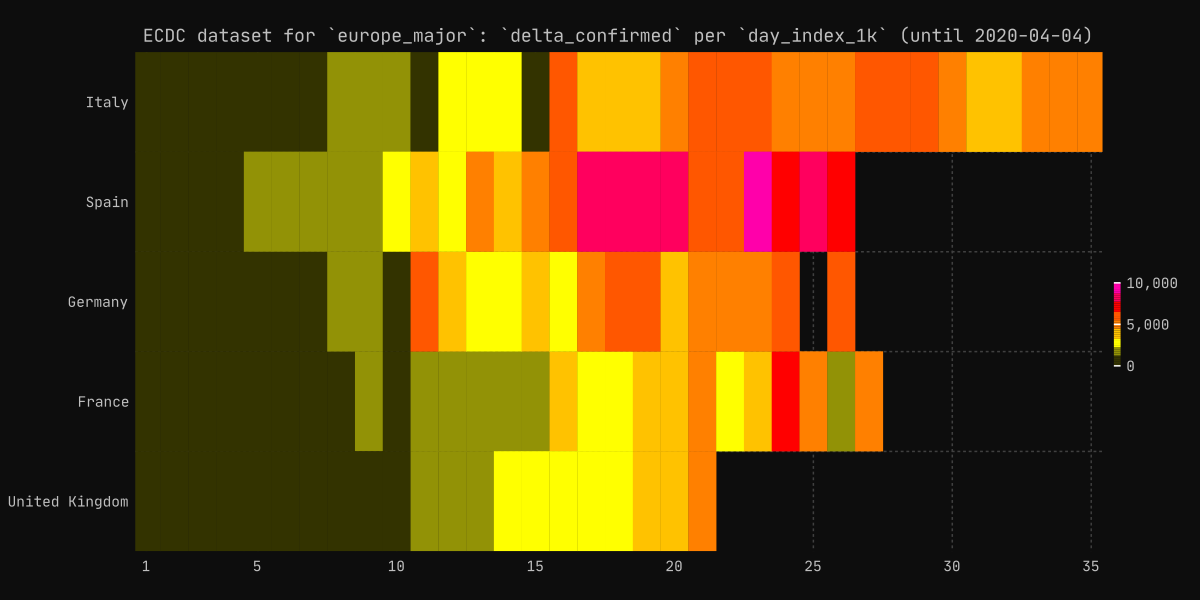 ECDC dataset for `europe_major`: `delta_confirmed` per `day_index_1k` (until 2020-04-04)
Italy
Spain
Germany
France
United Kingdom
10,000
5,000
0
1 5 10 15 20 25 30 35